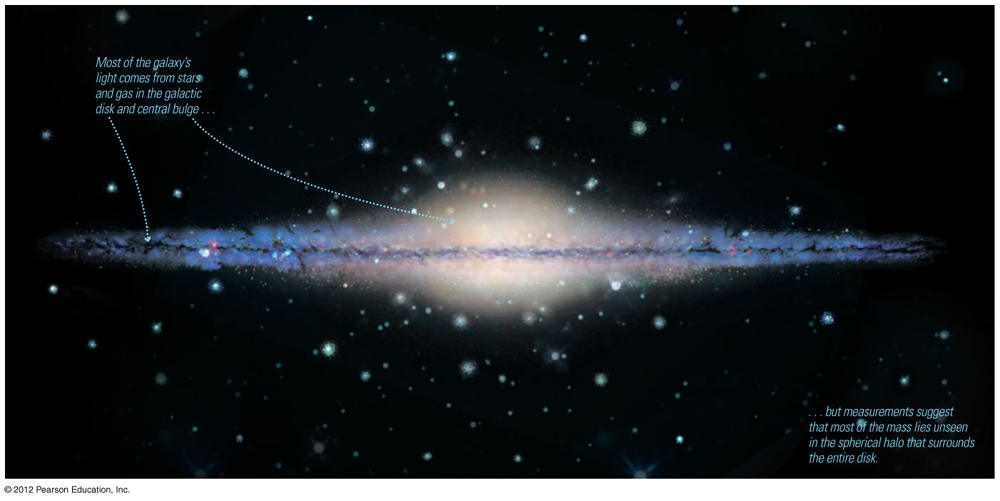 Most of the galaxy's
light comes from stars
and gas in the galactic
disk and central bulge . . .
. . . but measurements suggest
that most of the mass lies unseen
in the spherical halo that surrounds
the entire disk.
© 2012 Pearson Education, Inc.